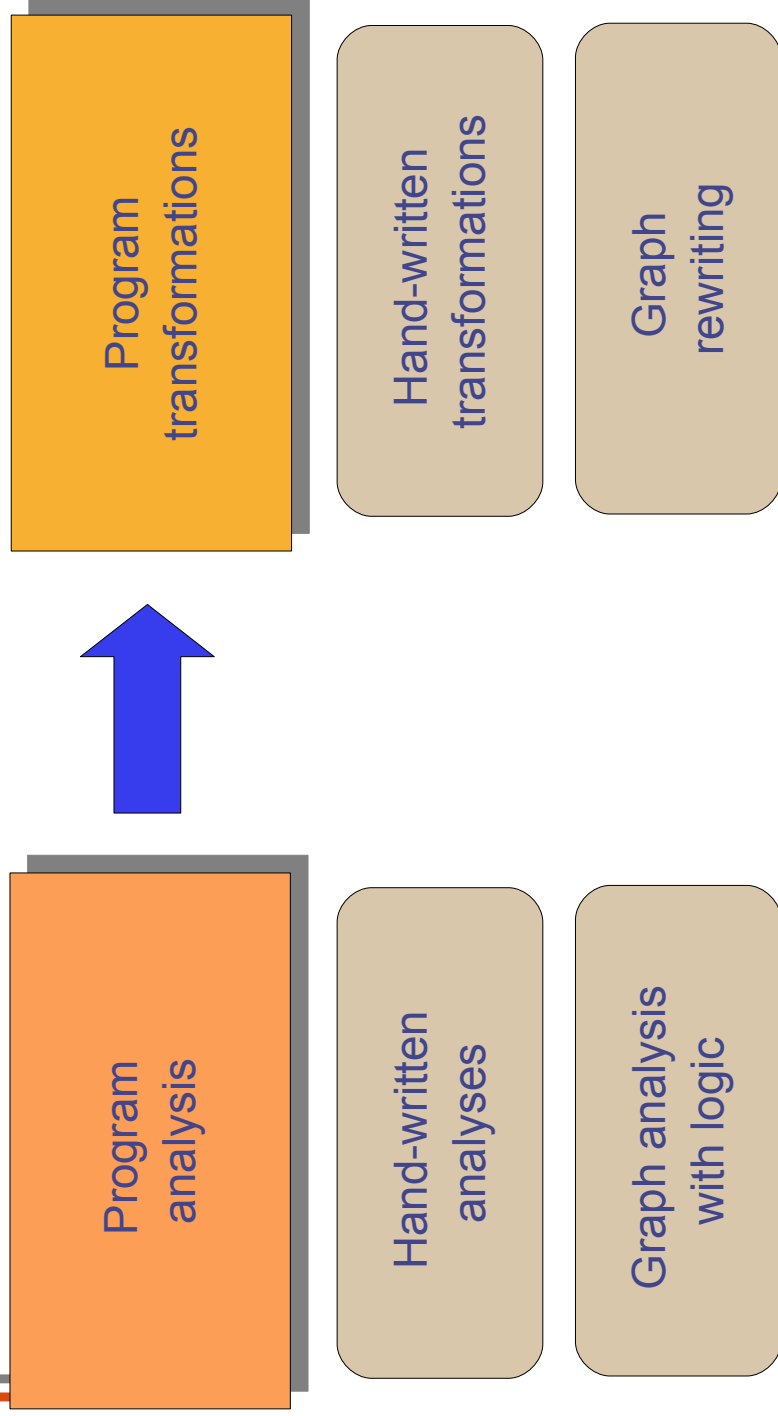 Program
analysis
Program
transformations
Hand-written
analyses
Hand-written
transformations
Graph analysis
with logic
Graph
rewriting